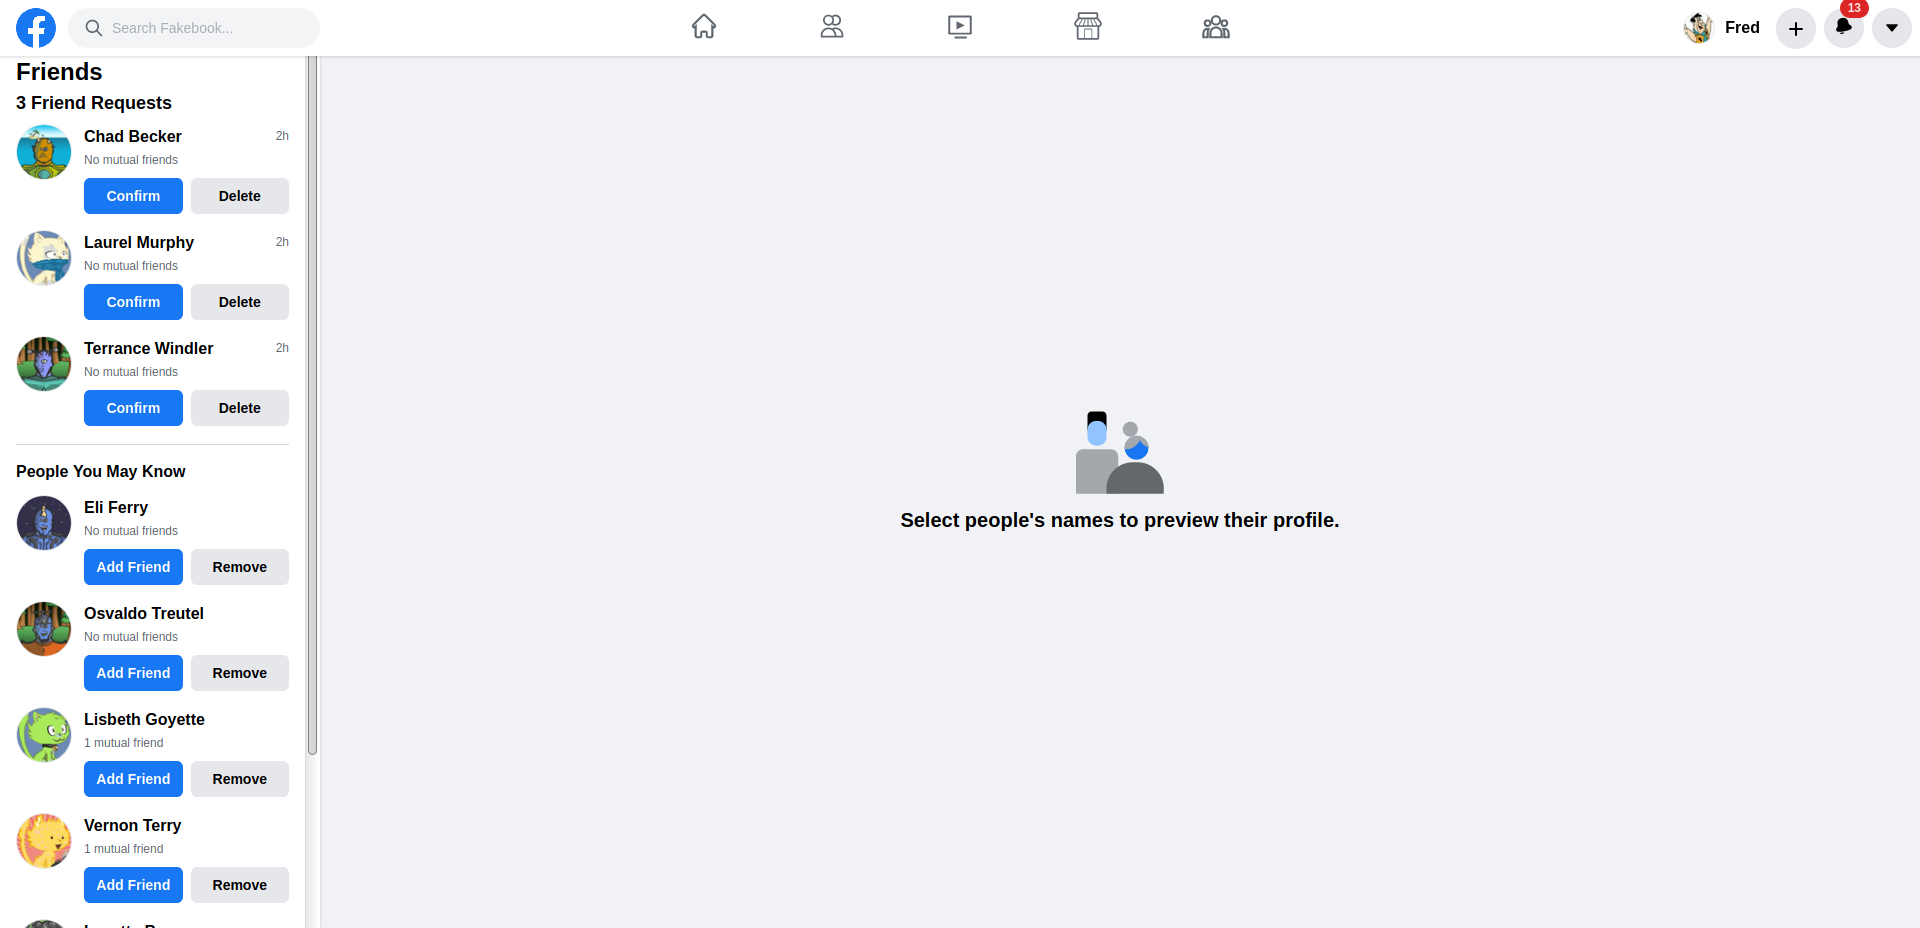 Search Fakebook...
Fred
13
Friends
3 Friend Requests
Chad Becker
2h
No mutual friends
Confirm
Delete
Laurel Murphy
2h
No mutual friends
Confirm
Delete
Terrance Windler
2h
No mutual friends
Confirm
Delete
People You May Know
Eli Ferry
No mutual friends
Add Friend
Remove
Osvaldo Treutel
No mutual friends
Add Friend
Remove
Lisbeth Goyette
1 mutual friend
Add Friend
Remove
Vernon Terry
1 mutual friend
Add Friend
Remove
Select people's names to preview their profile.